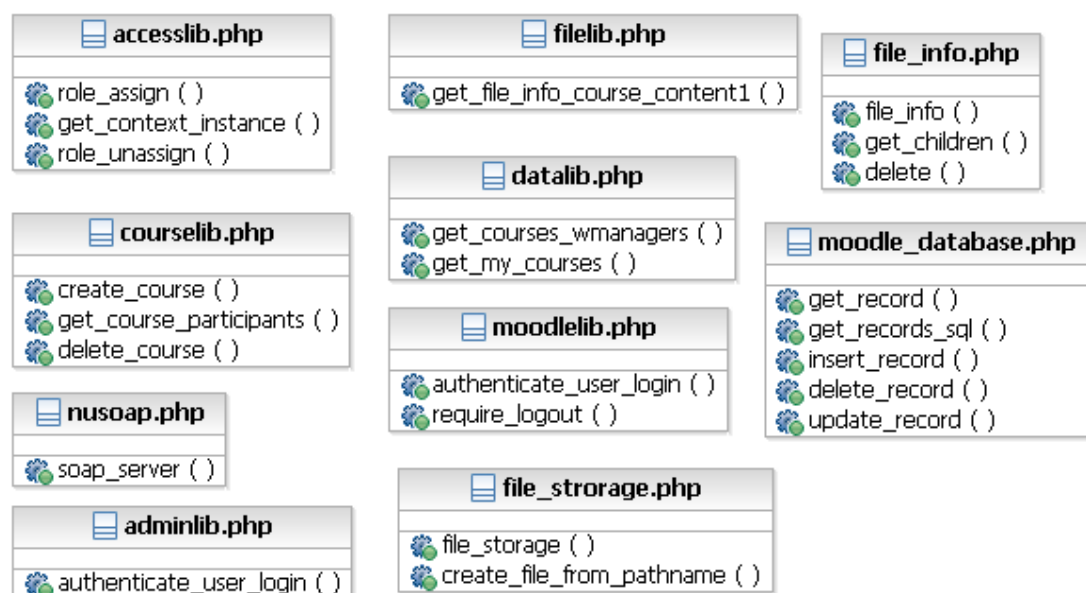 accesslib.php
role_assign ( )
get_context_instance ( )
role_unassign ( )
courselib.php
create_course ( )
get_course_participants ( )
delete_course ( )
nusoap.php
soap_server ( )
adminlib.php
authenticate_user_login ( )
filelib.php
get_file_info_course_content1 ( )
datalib.php
get_courses_wmanagers ( )
get_my_courses ( )
moodlelib.php
authenticate_user_login ( )
require_logout ( )
file_strorage.php
file_storage ( )
create_file_from_pathname ( )
file_info.php
file_info ( )
get_children ( )
delete ( )
moodle_database.php
get_record ( )
get_records_sql ( )
insert_record ( )
delete_record ( )
update_record ( )